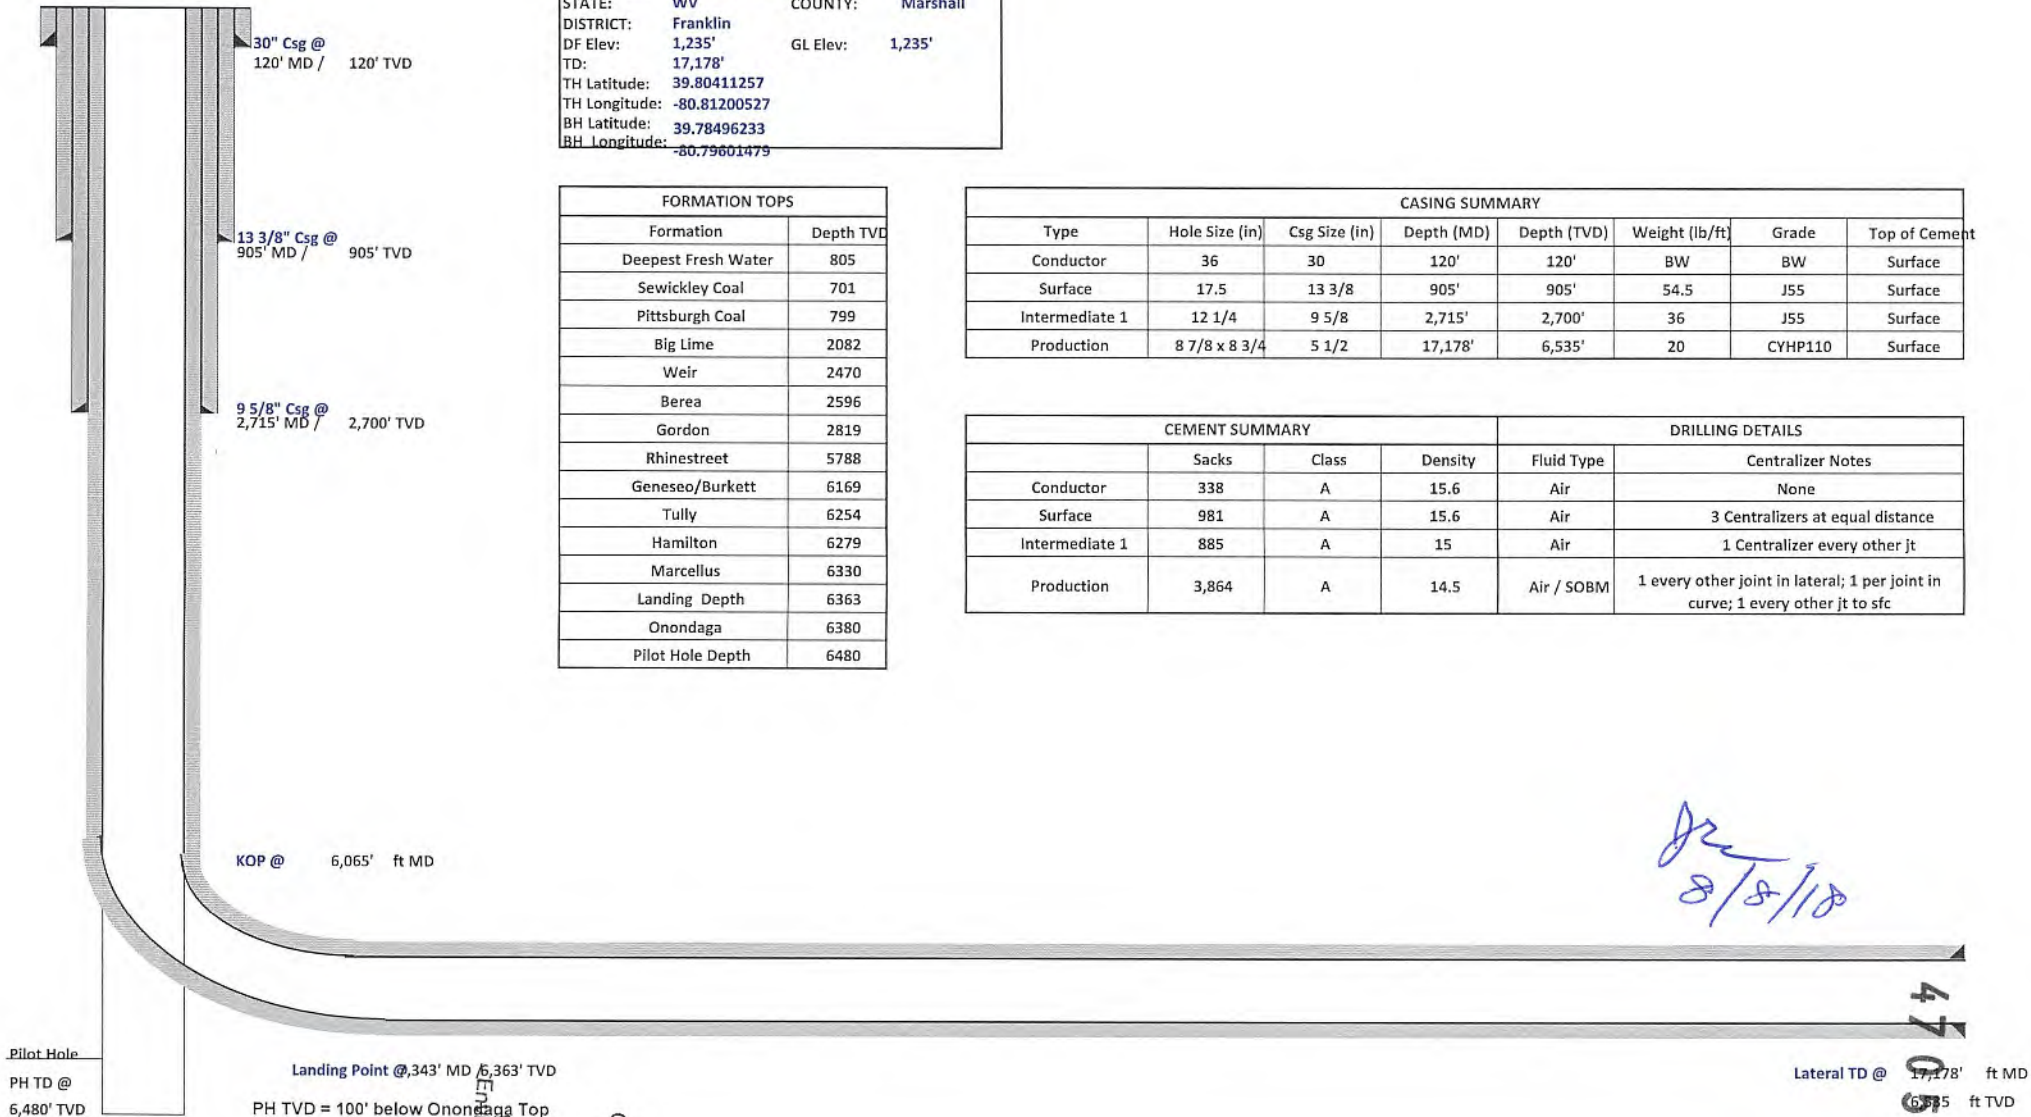 STATE: WV COUNTY: Marshall
DISTRICT: Franklin
DF Elev: 1,235' GL Elev: 1,235'
TD: 17,178'
TH Latitude: 39.80411257
TH Longitude: -80.81200527
BH Latitude: 39.78496233
BH Longitude: -80.79601479
30" Csg @
120' MD / 120' TVD
13 3/8" Csg @
905' MD / 905' TVD
9 5/8" Csg @
2,715' MD / 2,700' TVD
FORMATION TOPS
Formation Depth TVD
Deepest Fresh Water 805
Sewickley Coal 701
Pittsburgh Coal 799
Big Lime 2082
Weir 2470
Berea 2596
Gordon 2819
Rhinestreet 5788
Geneseo/Burkett 6169
Tully 6254
Hamilton 6279
Marcellus 6330
Landing Depth 6363
Onondaga 6380
Pilot Hole Depth 6480
CASING SUMMARY
Type Hole Size (in) Csg Size (in) Depth (MD) Depth (TVD) Weight (lb/ft) Grade Top of Cement
Conductor 36 30 120' 120' BW BW Surface
Surface 17.5 13 3/8 905' 905' 54.5 J55 Surface
Intermediate 1 12 1/4 9 5/8 2,715' 2,700' 36 J55 Surface
Production 8 7/8 x 8 3/4 5 1/2 17,178' 6,535' 20 CYHP110 Surface
CEMENT SUMMARY DRILLING DETAILS
Sacks Class Density Fluid Type Centralizer Notes
Conductor 338 A 15.6 Air None
Surface 981 A 15.6 Air 3 Centralizers at equal distance
Intermediate 1 885 A 15 Air 1 Centralizer every other jt
Production 3,864 A 14.5 Air / SOBM 1 every other joint in lateral; 1 per joint in
curve; 1 every other jt to sfc
KOP @ 6,065' ft MD
8/8/18
4705
Pilot Hole
PH TD @
6,480' TVD
Landing Point @ ,343' MD / 6,363' TVD
PH TVD = 100' below Onondaga Top
Lateral TD @ 17,178' ft MD
6,535 ft TVD